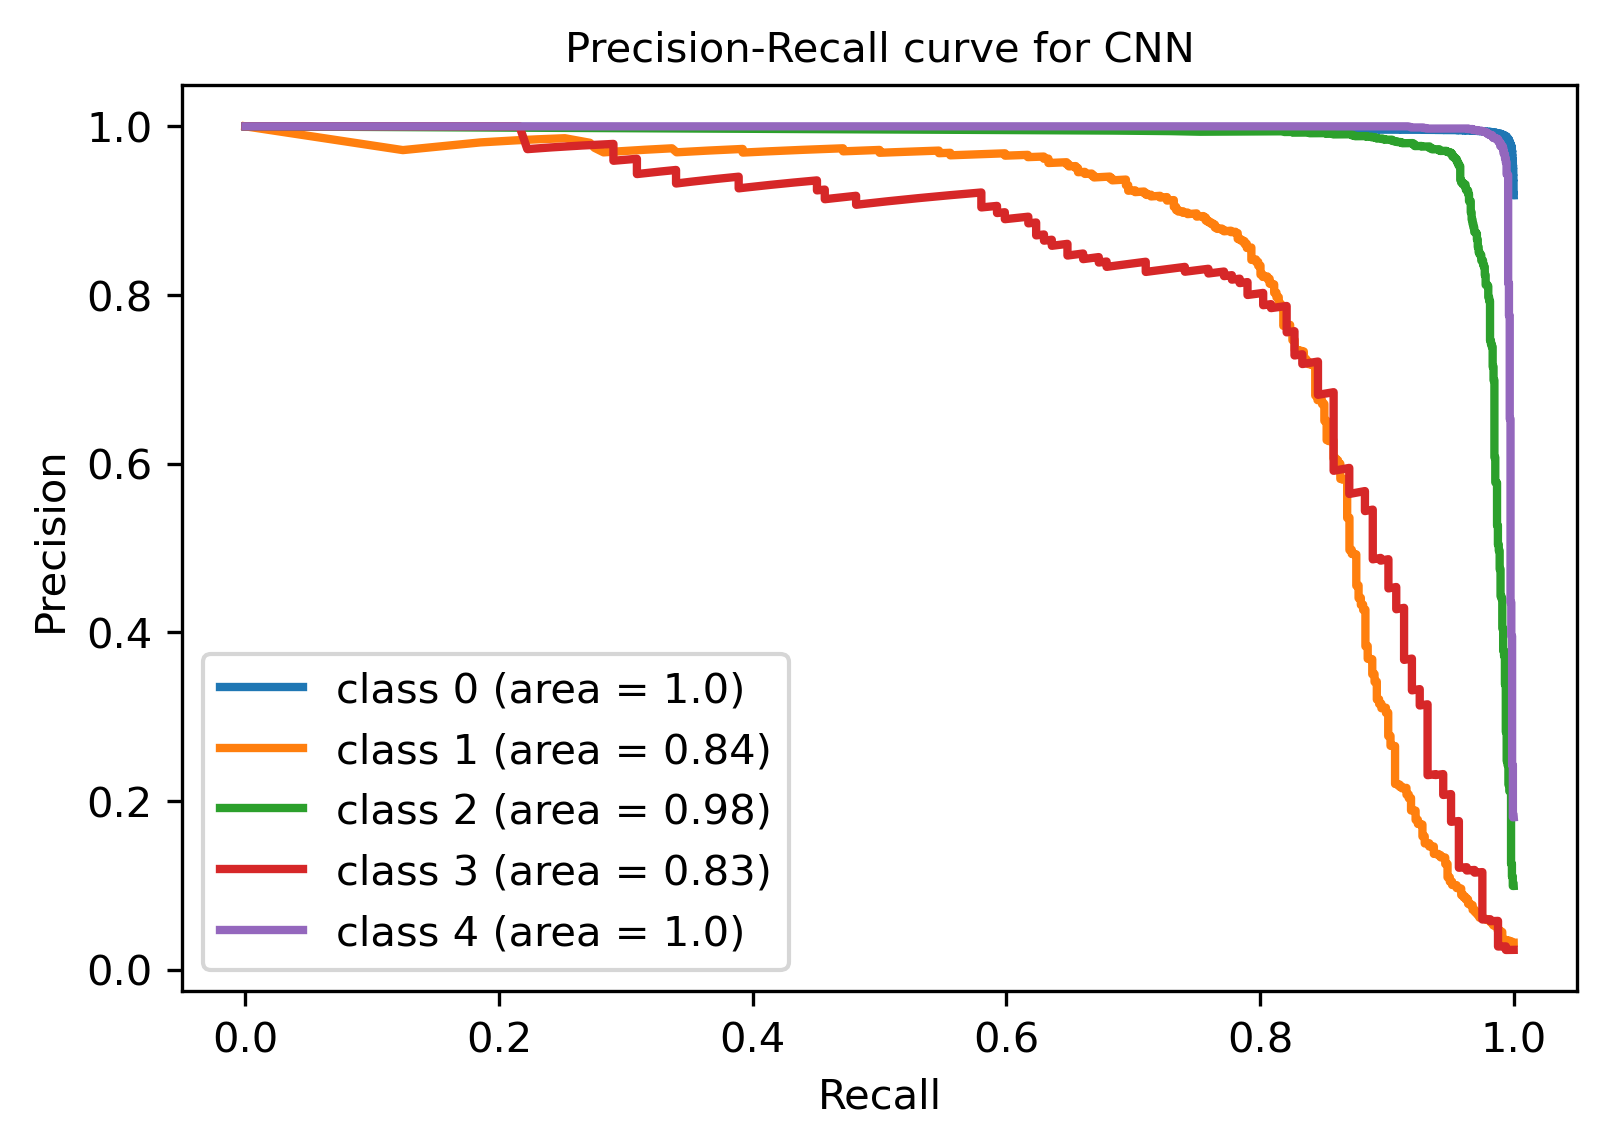 Precision-Recall curve for CNN
1.0
0.8
0.6
0.4
0.2
0.0
Precision
class 0 (area = 1.0)
class 1 (area = 0.84)
class 2 (area = 0.98)
class 3 (area = 0.83)
class 4 (area = 1.0)
0.0 0.2 0.4 0.6 0.8 1.0
Recall